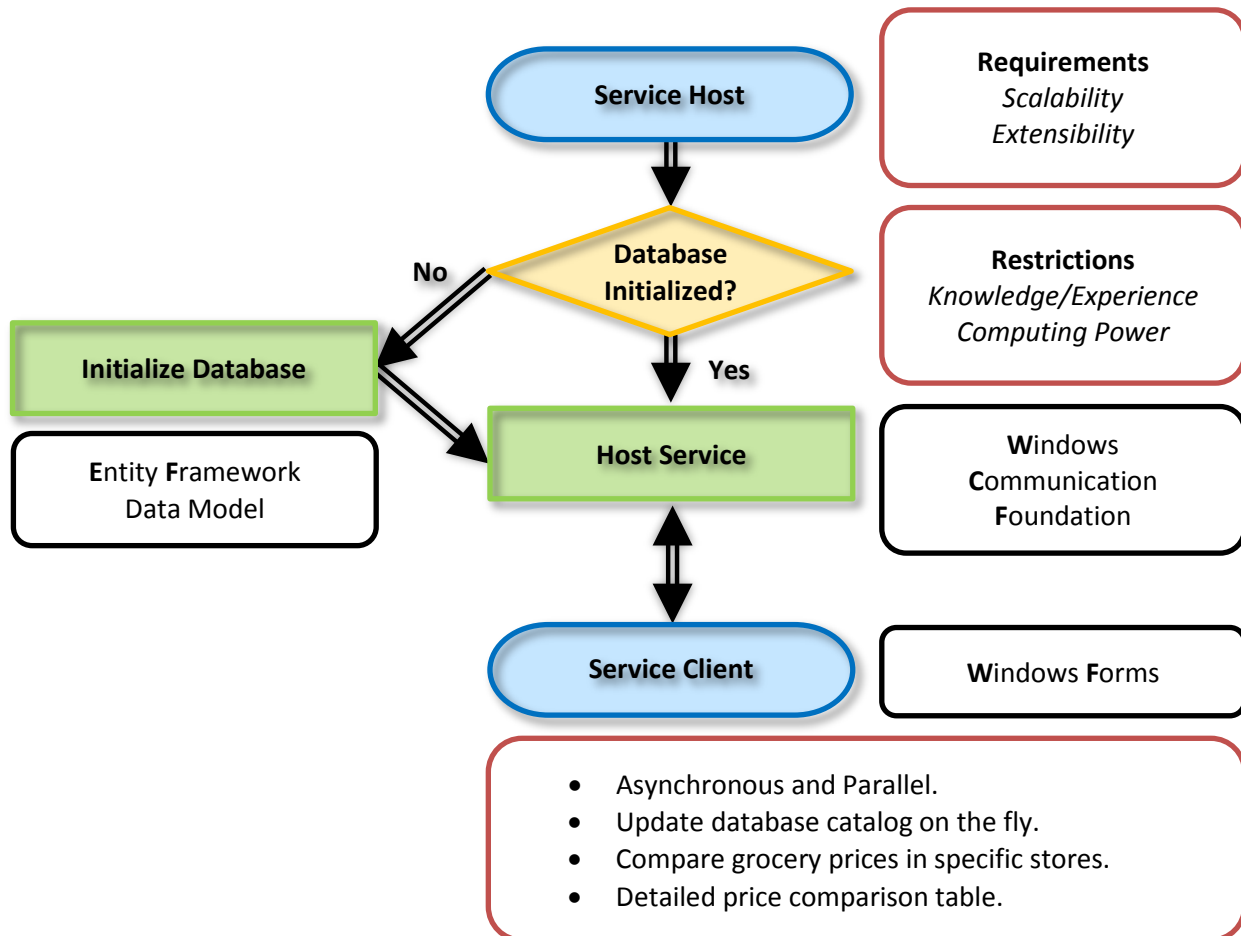 Service Host
Requirements
Scalability
Extensibility
Database
Initialized?
No
Restrictions
Knowledge/Experience
Computing Power
Initialize Database
Yes
Entity Framework
Data Model
Host Service
Windows
Communication
Foundation
Service Client
Windows Forms
• Asynchronous and Parallel.
• Update database catalog on the fly.
• Compare grocery prices in specific stores.
• Detailed price comparison table.